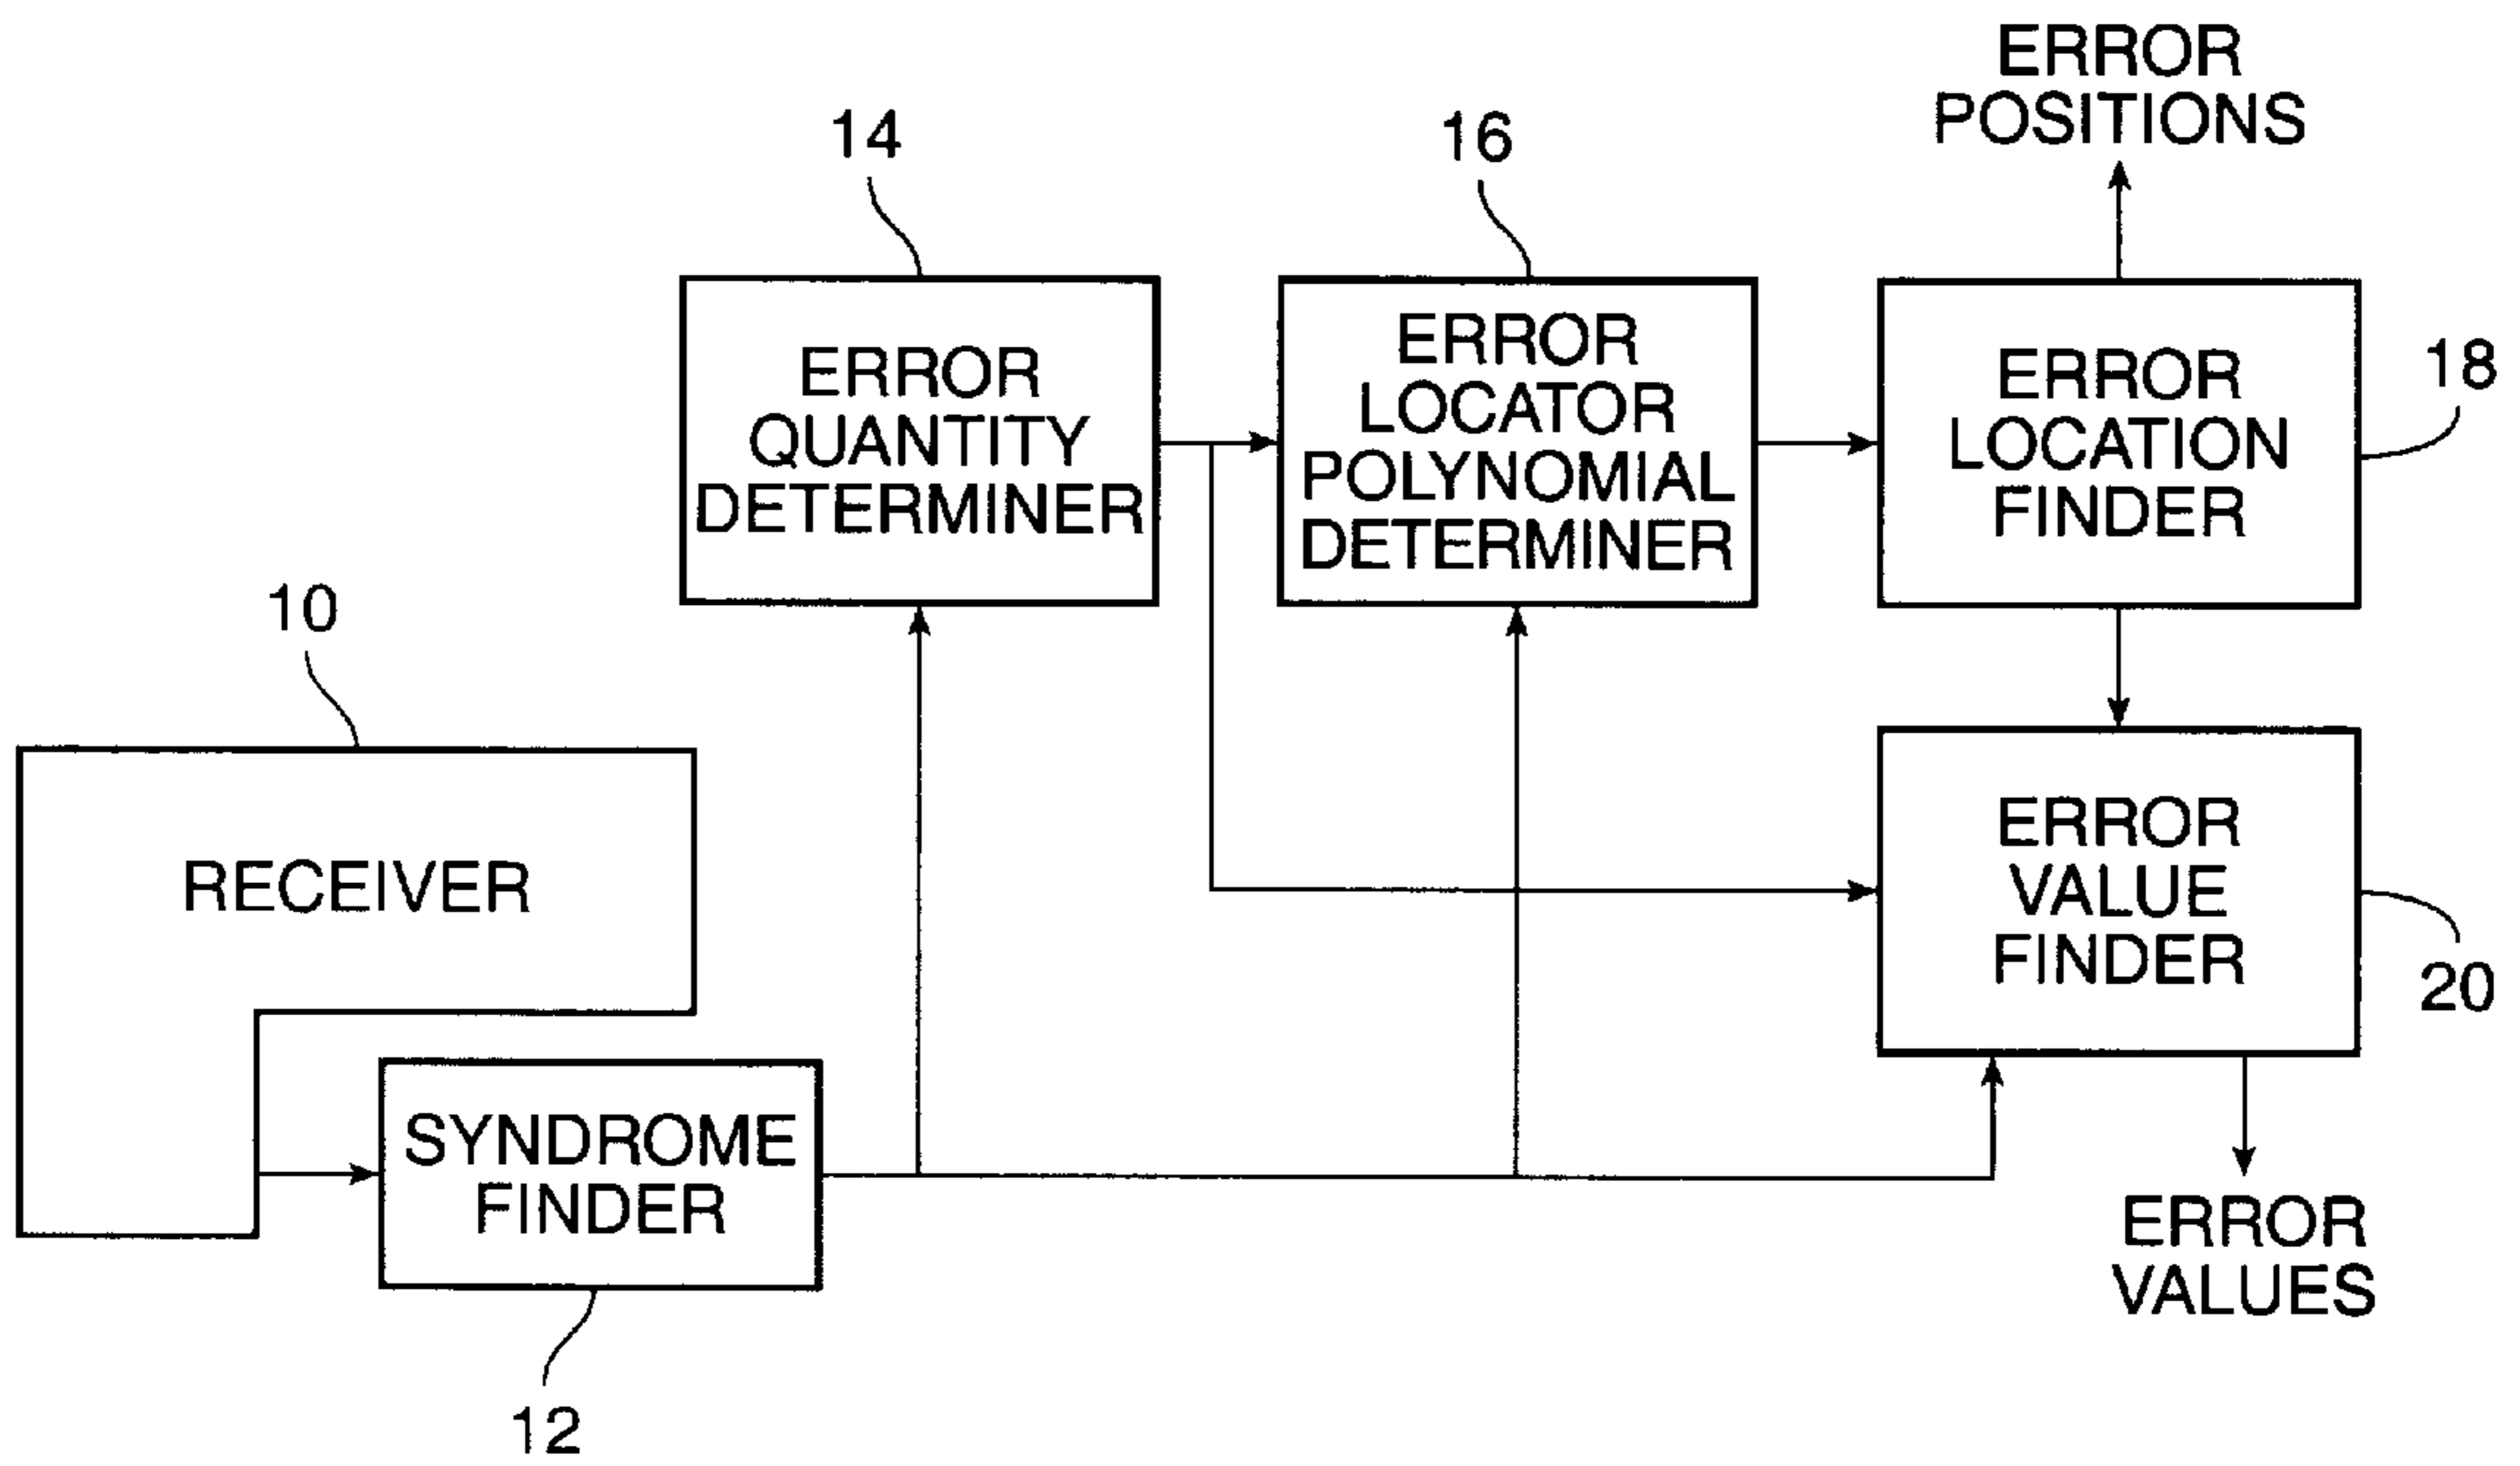 ERROR
POSITIONS
14
16
ERROR
QUANTITY
DETERMINER
ERROR
LOCATOR
POLYNOMIAL
DETERMINER
ERROR
LOCATION
FINDER
18
10
RECEIVER
ERROR
VALUE
FINDER
20
SYNDROME
FINDER
12
ERROR
VALUES